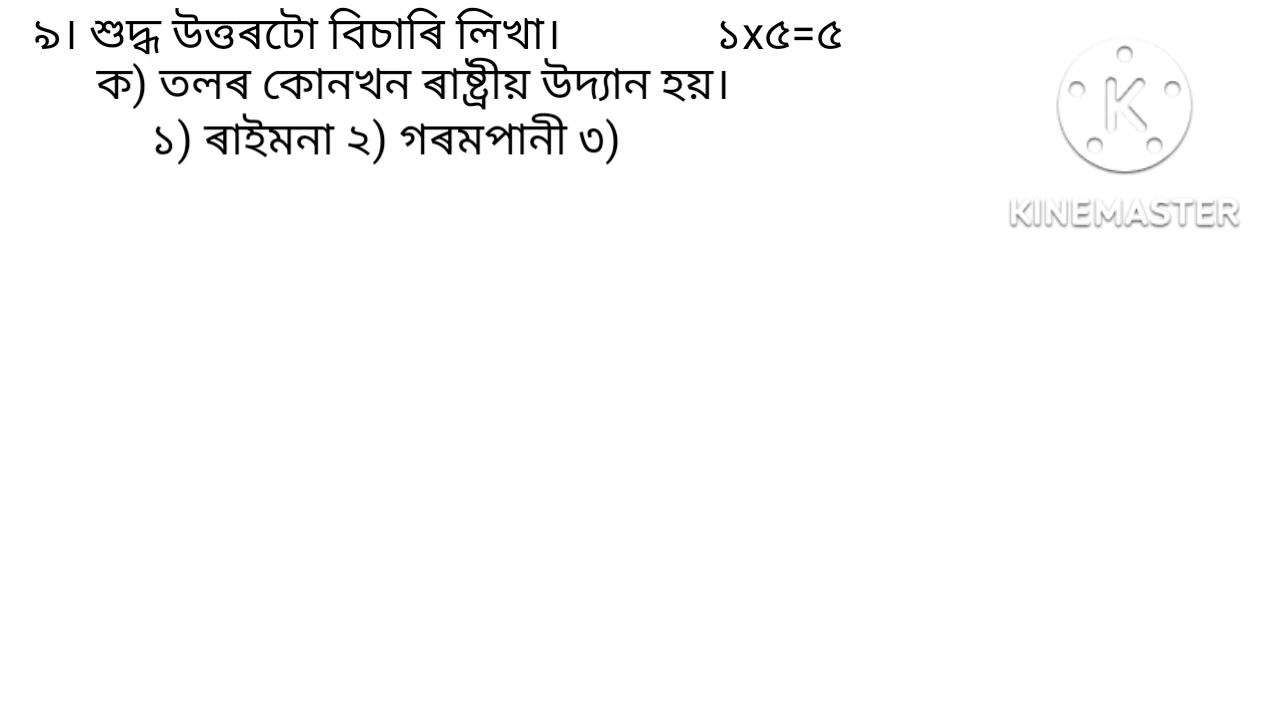 ৯। শুদ্ধ উত্তৰটো বিচাৰি লিখা। ১x৫=৫
ক) তলৰ কোনখন ৰাষ্ট্ৰীয় উদ্যান হয়।
১) ৰাইমনা ২) গৰমপানী ৩)
KINEMASTER